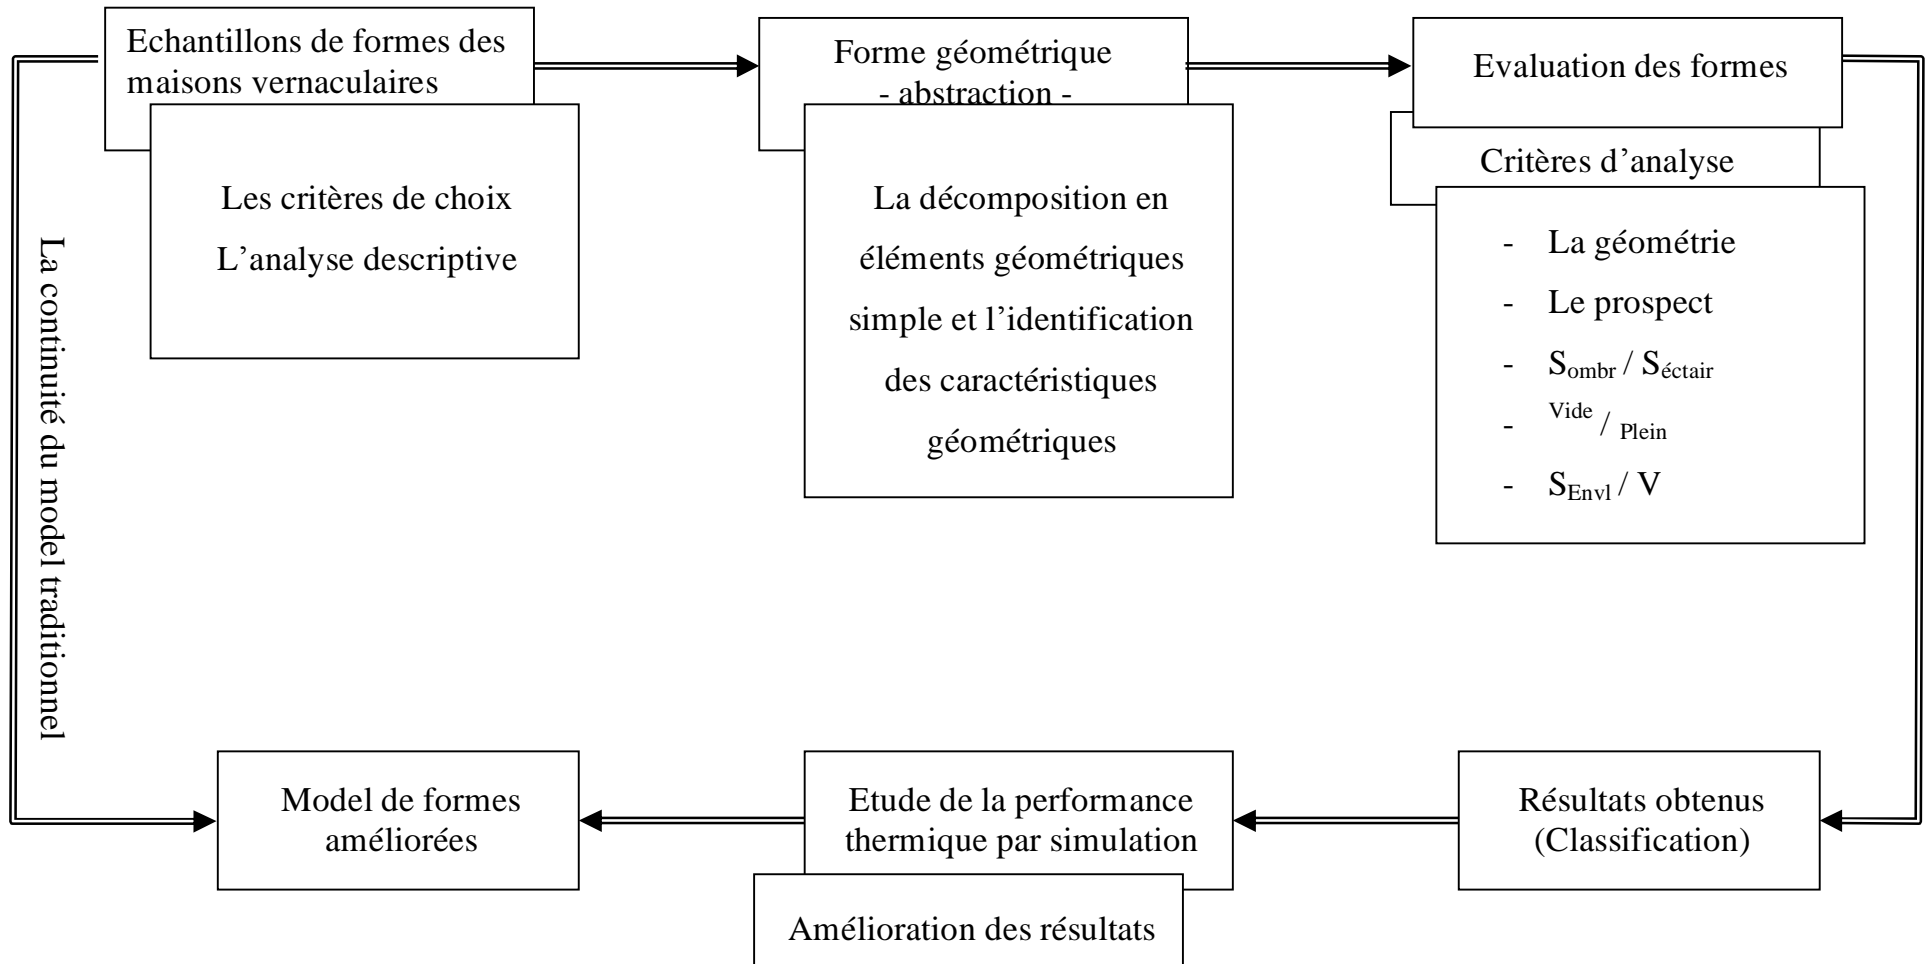 Echantillons de formes des
maisons vernaculaires
Les critères de choix
L’analyse descriptive
Forme géométrique
- abstraction -
La décomposition en
éléments géométriques
simple et l’identification
des caractéristiques
géométriques
Evaluation des formes
Critères d’analyse
- La géométrie
- Le prospect
- Sombr / Séctair
- Vide / Plein
- SEnvl / V
La continuité du model traditionnel
Model de formes
améliorées
Etude de la performance
thermique par simulation
Amélioration des résultats
Résultats obtenus
(Classification)